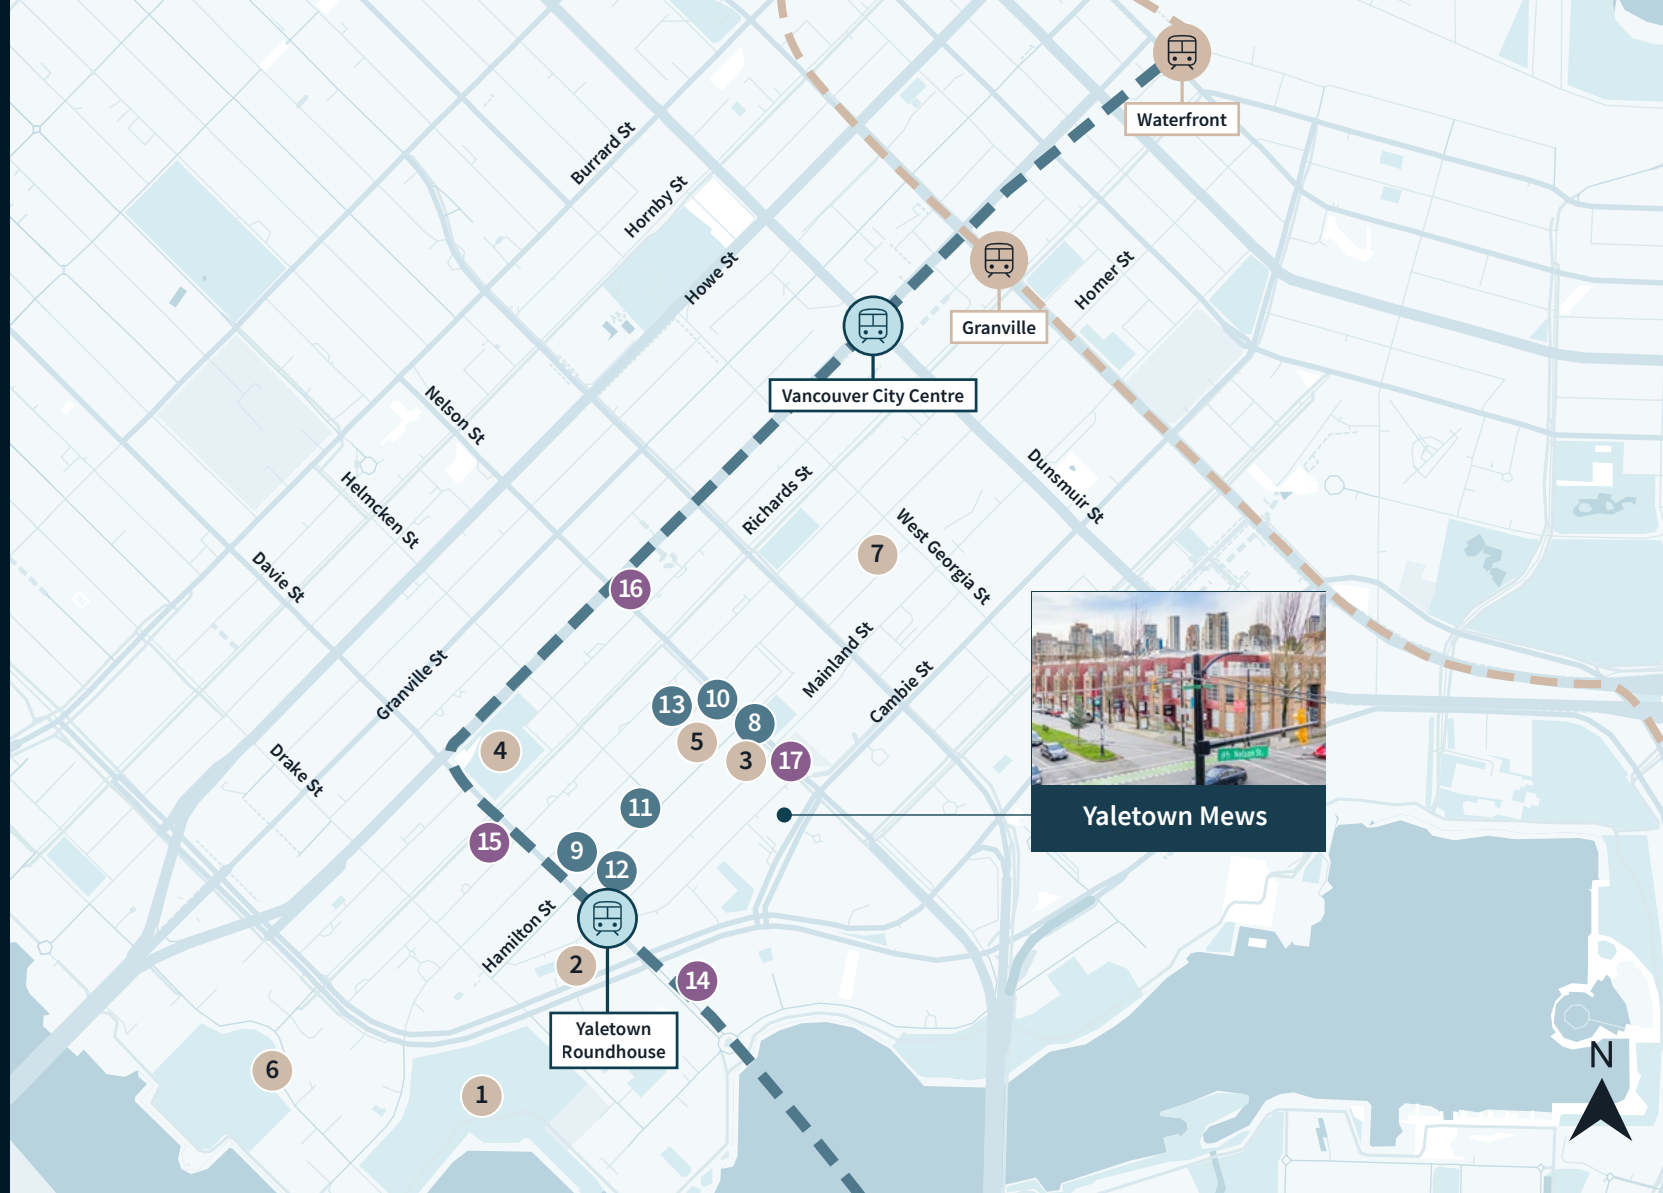 Waterfront
Burrard St
Hornby St
Howe St
Homer St
Granville
Vancouver City Centre
Nelson St
Helmcken St
Richards St
Dunsmuir St
West Georgia St
7
Davie St
16
Mainland St
Cambie St
Granville St
13
10
8
5
3
17
4
Drake St
Nelson St.
11
Yaletown Mews
15
9
12
Hamilton St
2
14
Yaletown
Roundhouse
6
1
N